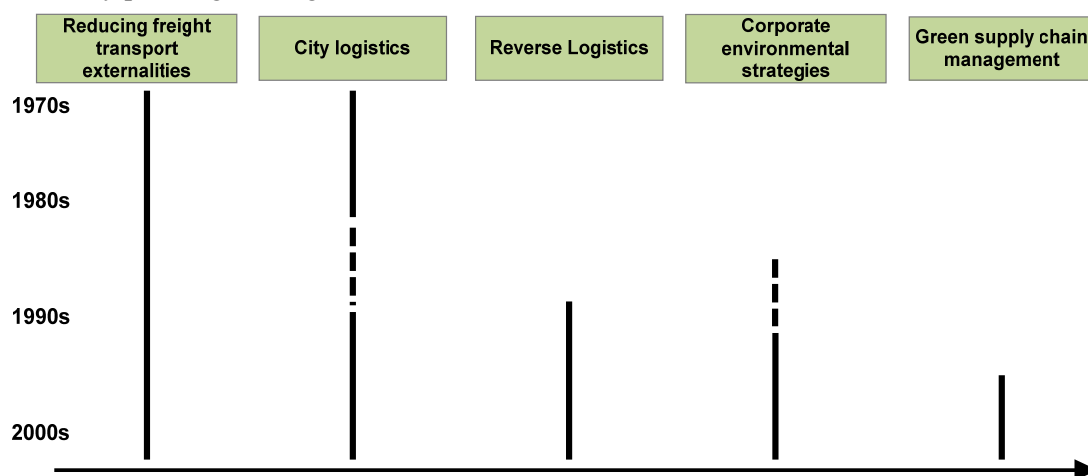 Reducing freight
transport
externalities
City logistics
Reverse Logistics
Corporate
environmental
strategies
Green supply chain
management
1970s
1980s
1990s
2000s